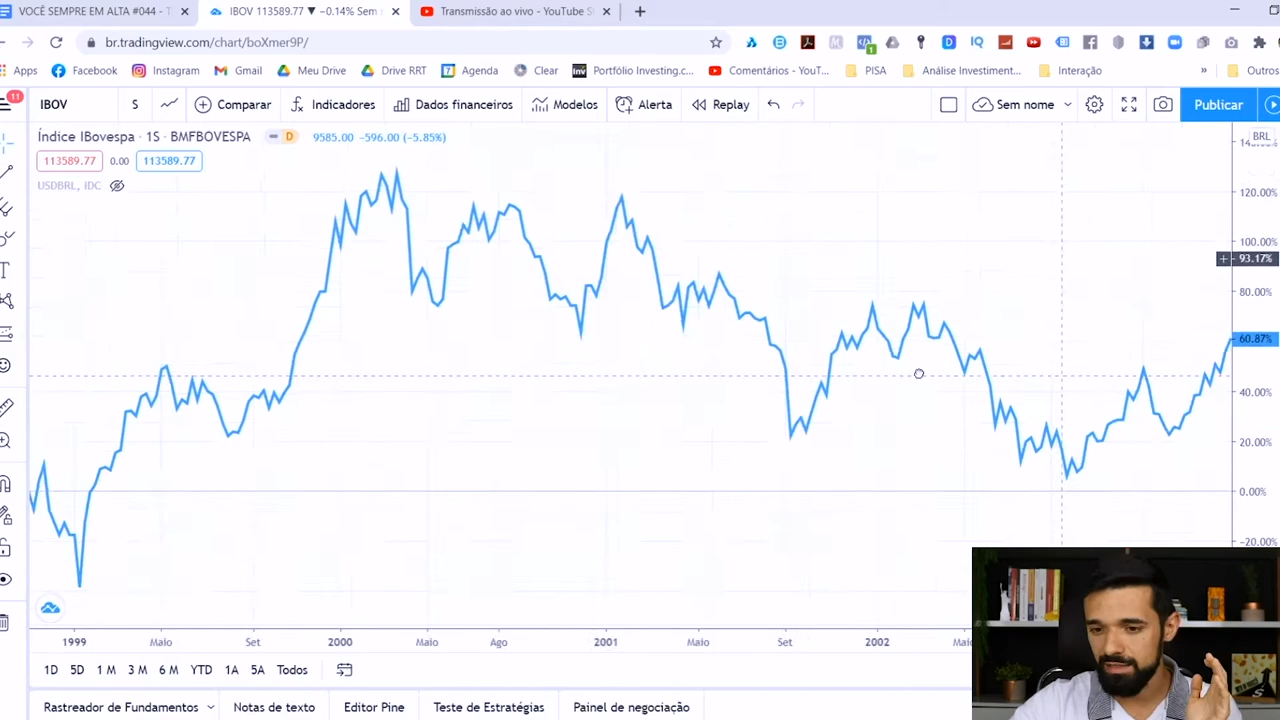 VOCÊ SEMPRE EM ALTA #044 - T
IBOV 113589.77 ▼ −0.14% Sem n
Transmissão ao vivo - YouTube S
br.tradingview.com/chart/boXmer9P/
Apps Facebook Instagram Gmail Meu Drive Drive RRT Agenda Clear Portfólio Investing.c... Comentários - YouT... PISA Análise Investiment... Interação » Outros
11
IBOV S Comparar Indicadores Dados financeiros Modelos Alerta Replay Sem nome Publicar
Índice IBovespa · 1S · BMFBOVESPA D 9585.00 −596.00 (−5.85%)
BRL
113589.77 0.00 113589.77
USDBRL, IDC
120.00%
100.00%
93.17%
80.00%
60.87%
40.00%
20.00%
0.00%
−20.00%
1999 Maio Set 2000 Maio Ago 2001 Maio Set 2002
1D 5D 1 M 3 M 6 M YTD 1A 5A Todos
Rastreador de Fundamentos Notas de texto Editor Pine Teste de Estratégias Painel de negociação